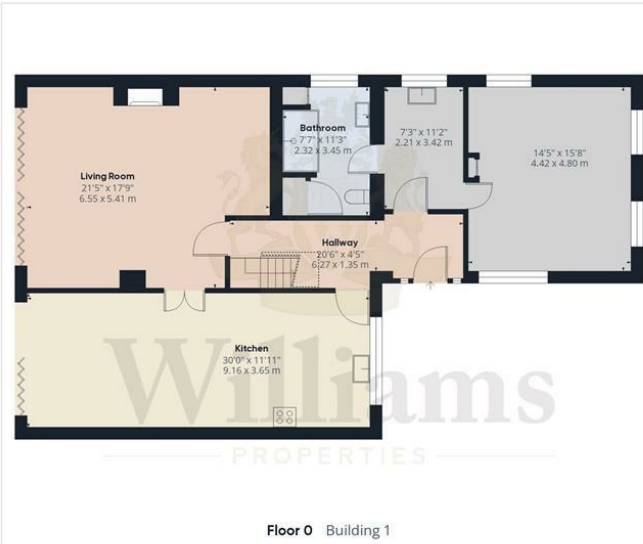 Living Room
21'5" x 17'9"
6.55 x 5.41 m
Bathroom
7'7" x 11'3"
2.32 x 3.45 m
7'3" x 11'2"
2.21 x 3.42 m
14'5" x 15'8"
4.42 x 4.80 m
Hallway
20'6" x 4'5"
6.27 x 1.35 m
Kitchen
30'0" x 11'11"
9.16 x 3.65 m
Williams
PROPERTIES
Floor 0 Building 1